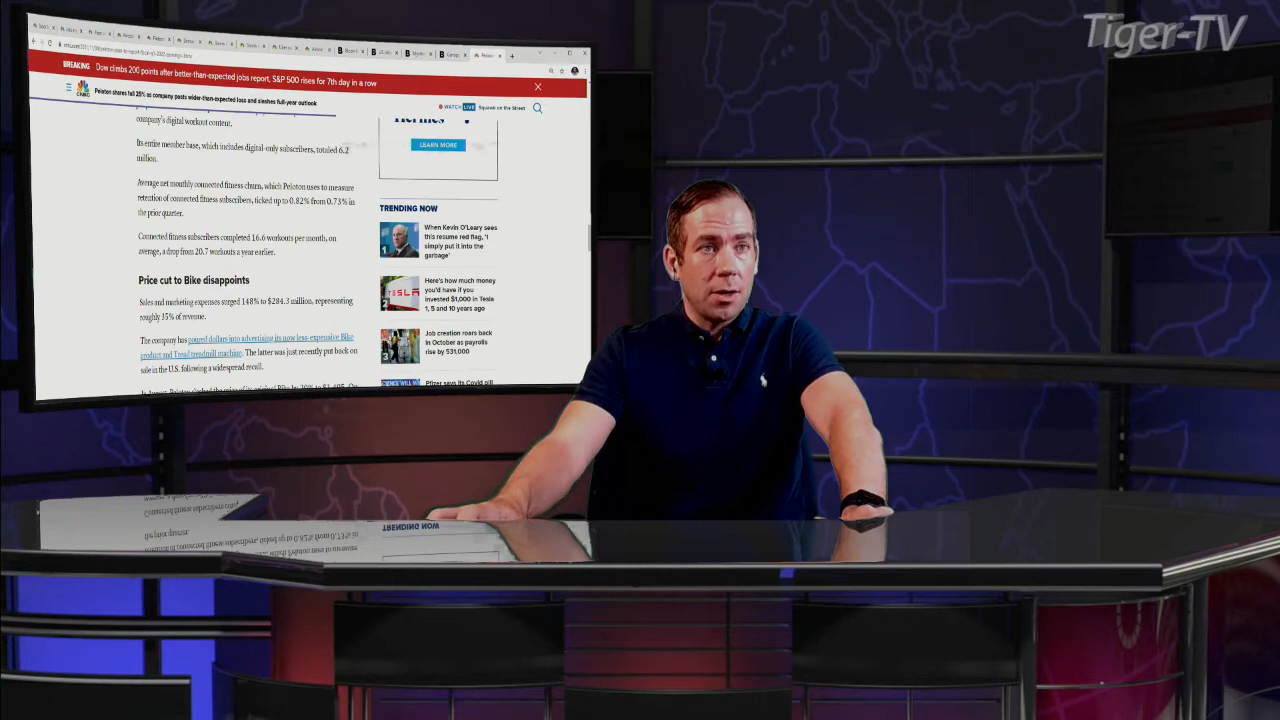 Tiger-TV
BREAKING Dow climbs 200 points after better-than-expected jobs report, S&P 500 rises for 7th day in a row
CNBC
Peloton shares fall 25% as company posts wider-than-expected loss and slashes full-year outlook
WATCH LIVE Squawk on the Street
company's digital workout content.
Its entire member base, which includes digital-only subscribers, totaled 6.2
million.
Average net monthly connected fitness churn, which Peloton uses to measure
retention of connected fitness subscribers, ticked up to 0.82% from 0.73% in
the prior quarter.
Connected fitness subscribers completed 16.6 workouts per month, on
average, a drop from 20.7 workouts a year earlier.
Price cut to Bike disappoints
Sales and marketing expenses surged 148% to $284.3 million, representing
roughly 35% of revenue.
The company has poured dollars into advertising its now less-expensive Bike
product and Tread treadmill machine. The latter was just recently put back on
sale in the U.S. following a widespread recall.
LEARN MORE
TRENDING NOW
1
When Kevin O'Leary sees
this resume red flag, 'I
simply put it into the
garbage'
TESLA
2
Here's how much money
you'd have if you
invested $1,000 in Tesla
1, 5 and 10 years ago
3
Job creation roars back
in October as payrolls
rise by 531,000
Pfizer says its Covid pill